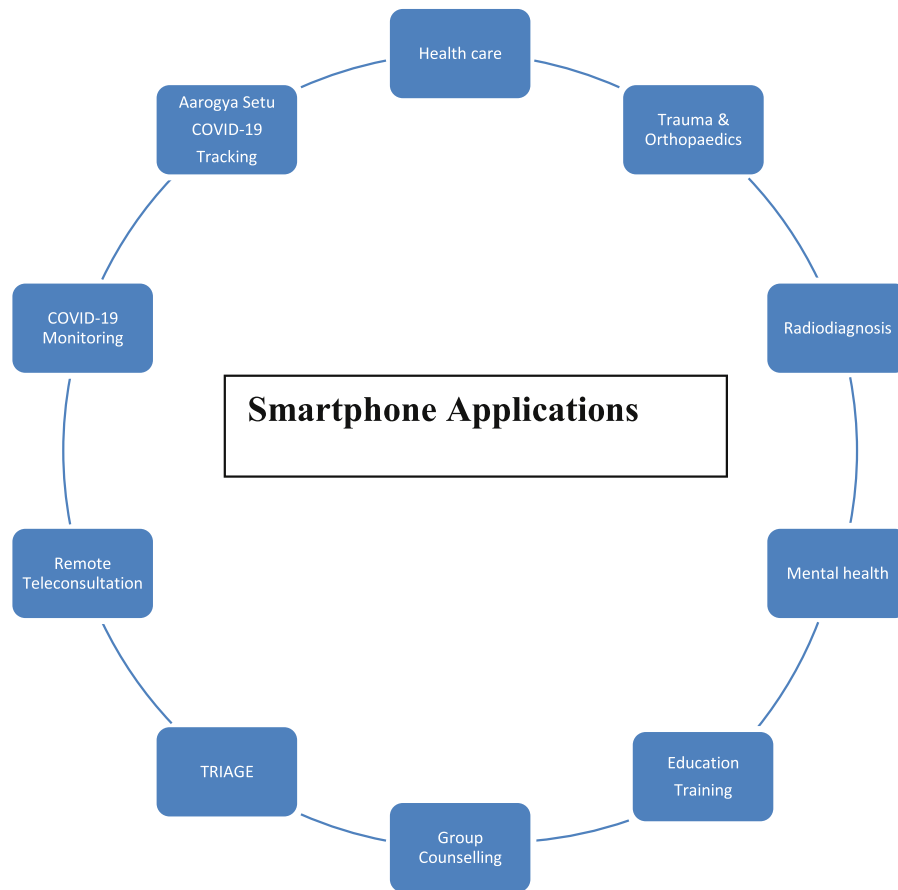 Health care
Trauma &
Orthopaedics
Radiodiagnosis
Mental health
Education
Training
Group
Counselling
TRIAGE
Remote
Teleconsultation
COVID-19
Monitoring
Aarogya Setu
COVID-19
Tracking
Smartphone Applications